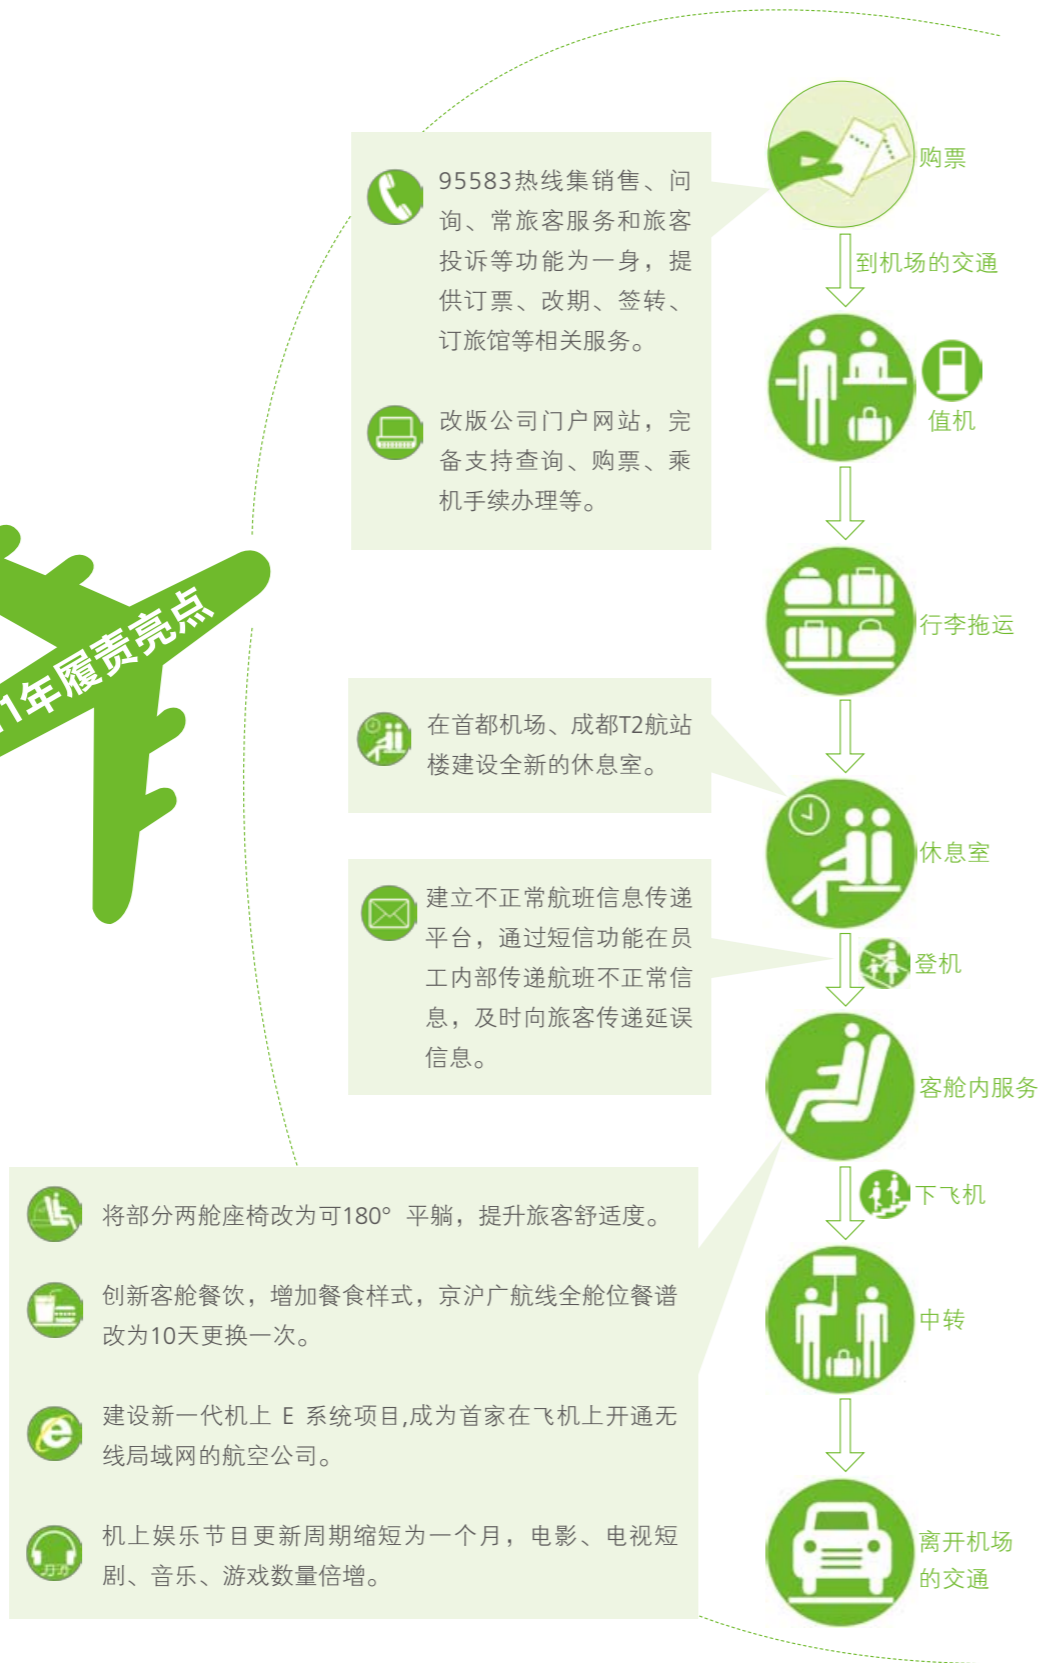 购票
95583热线集销售、问
询、常旅客服务和旅客
投诉等功能为一身，提
供订票、改期、签转、
订旅馆等相关服务。
改版公司门户网站，完
备支持查询、购票、乘
机手续办理等。
到机场的交通
值机
行李拖运
11年履责亮点
在首都机场、成都T2航站
楼建设全新的休息室。
休息室
建立不正常航班信息传递
平台，通过短信功能在员
工内部传递航班不正常信
息，及时向旅客传递延误
信息。
登机
客舱内服务
下飞机
将部分两舱座椅改为可180°平躺，提升旅客舒适度。
创新客舱餐饮，增加餐食样式，京沪广航线全舱位餐谱
改为10天更换一次。
建设新一代机上 E 系统项目,成为首家在飞机上开通无
线局域网的航空公司。
机上娱乐节目更新周期缩短为一个月，电影、电视短
剧、音乐、游戏数量倍增。
中转
离开机场
的交通